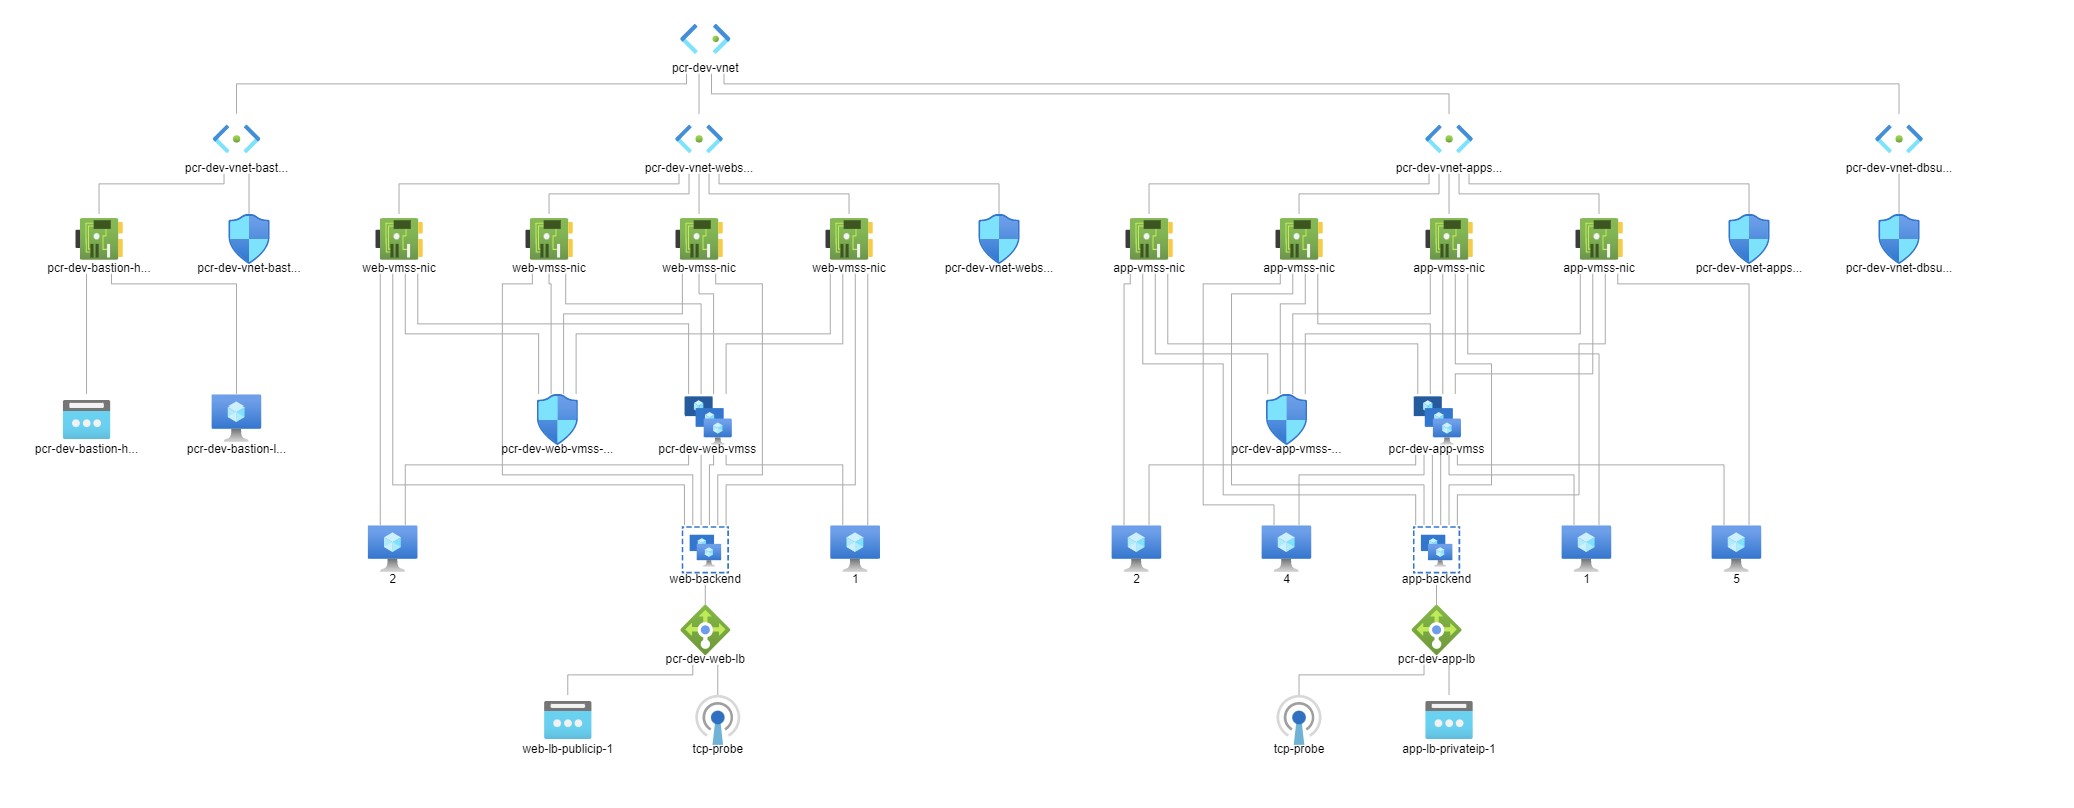 pcr-dev-vnet
pcr-dev-vnet-bast...
pcr-dev-vnet-webs...
pcr-dev-vnet-apps...
pcr-dev-vnet-dbsu...
pcr-dev-bastion-h...
pcr-dev-vnet-bast...
web-vmss-nic
web-vmss-nic
web-vmss-nic
web-vmss-nic
pcr-dev-vnet-webs...
app-vmss-nic
app-vmss-nic
app-vmss-nic
app-vmss-nic
pcr-dev-vnet-apps...
pcr-dev-vnet-dbsu...
pcr-dev-bastion-h...
pcr-dev-bastion-l...
pcr-dev-web-vmss-...
pcr-dev-web-vmss
pcr-dev-app-vmss-...
pcr-dev-app-vmss
2
web-backend
1
2
4
app-backend
1
5
pcr-dev-web-lb
pcr-dev-app-lb
web-lb-publicip-1
tcp-probe
tcp-probe
app-lb-privateip-1